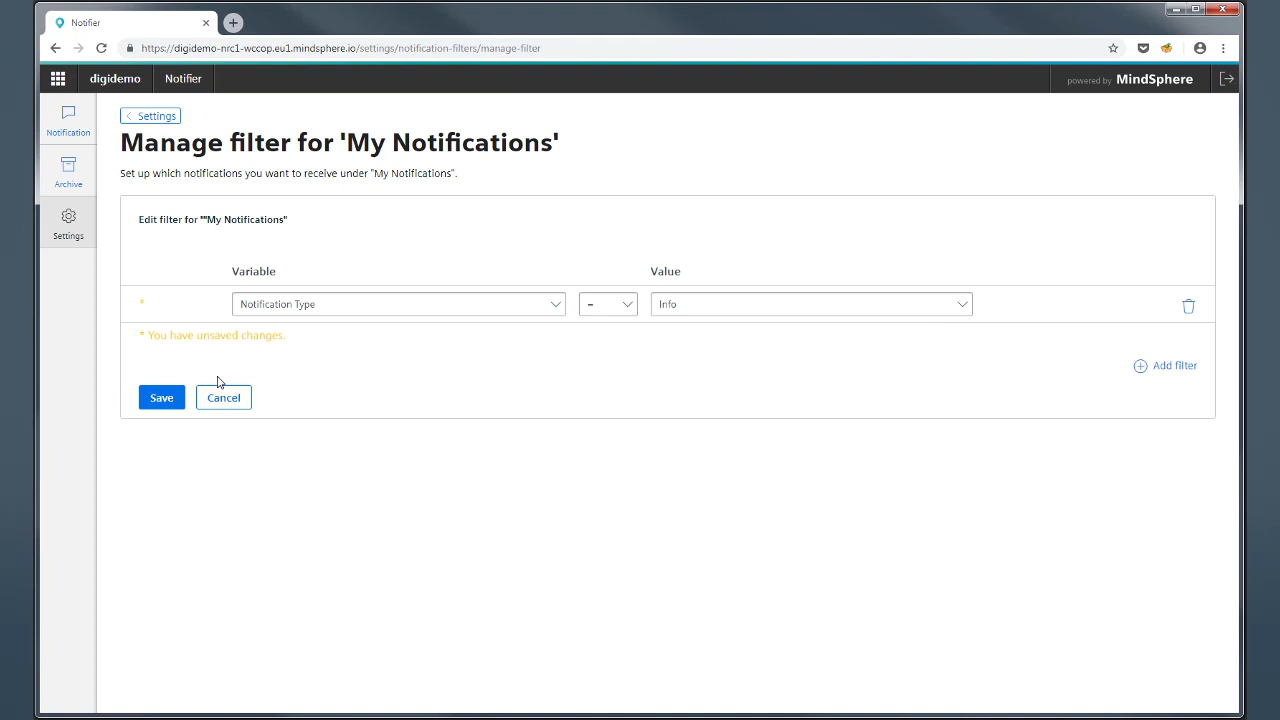 Notifier
https://digidemo-nrc1-wccop.eu1.mindsphere.io/settings/notification-filters/manage-filter
digidemo Notifier powered by MindSphere
Notification
Archive
Settings
Settings
Manage filter for 'My Notifications'
Set up which notifications you want to receive under "My Notifications".
Edit filter for ""My Notifications"
Variable Value
* Notification Type = Info
* You have unsaved changes.
Add filter
Save Cancel